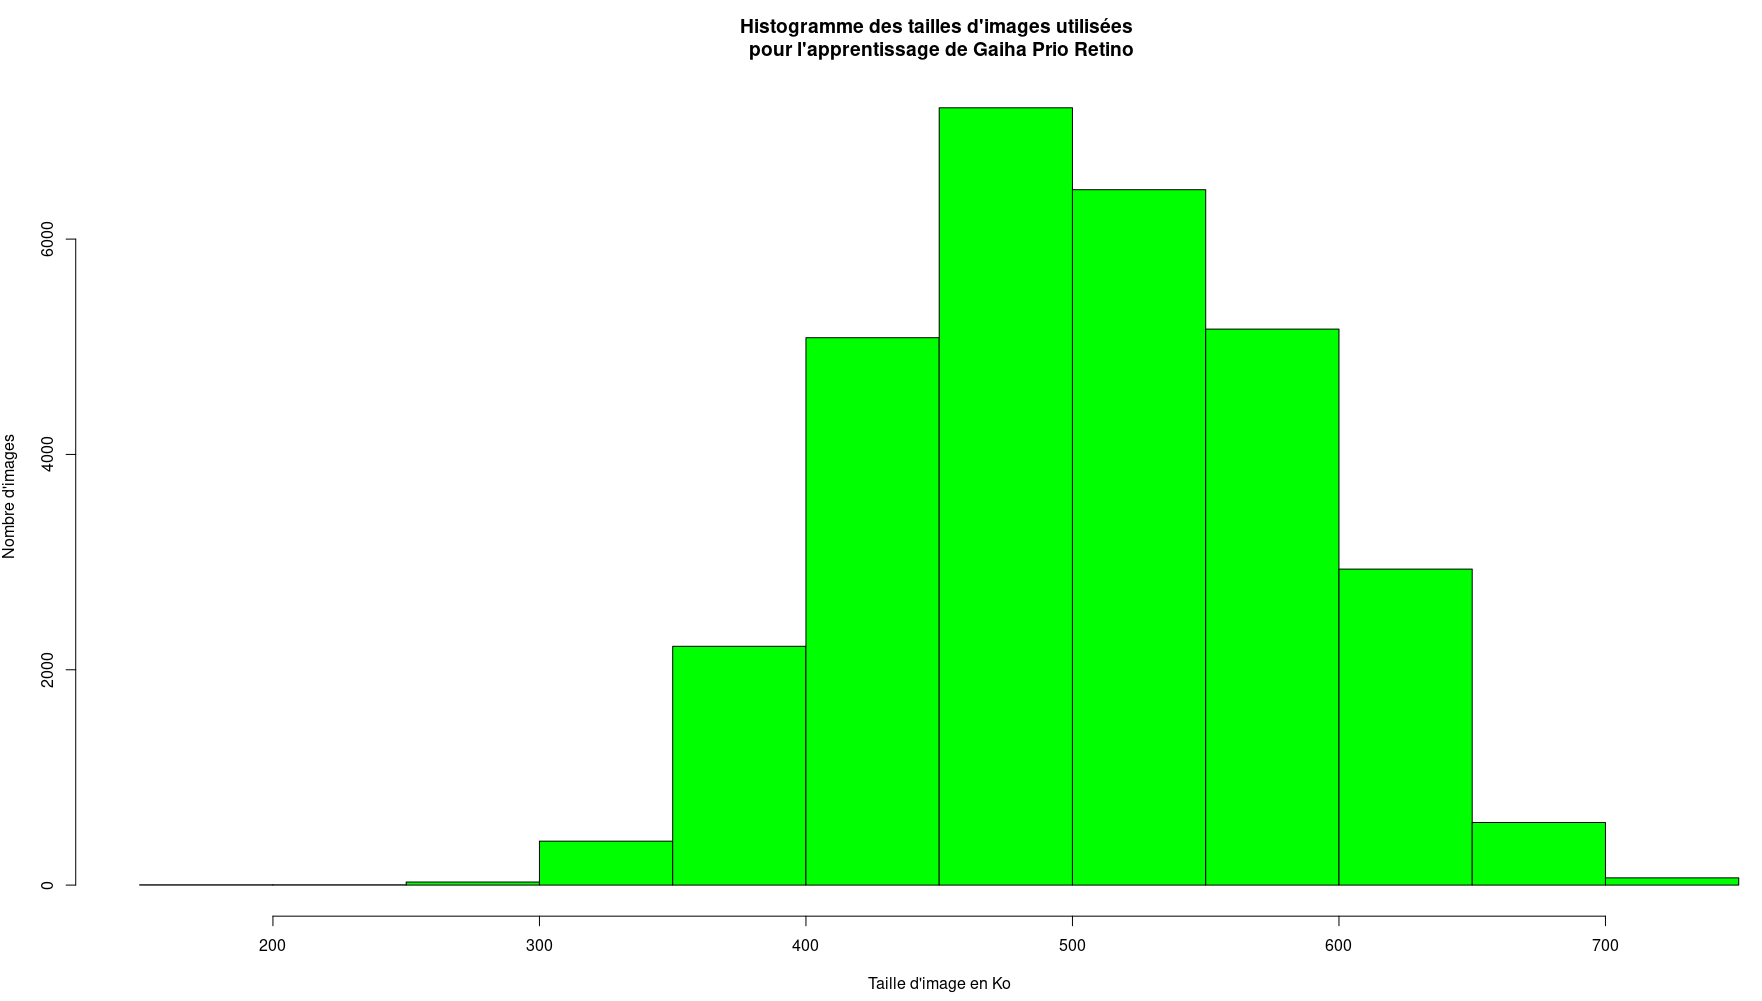 Histogramme des tailles d'images utilisées
pour l'apprentissage de Gaiha Prio Retino
Nombre d'images
6000
4000
2000
0
200 300 400 500 600 700
Taille d'image en Ko